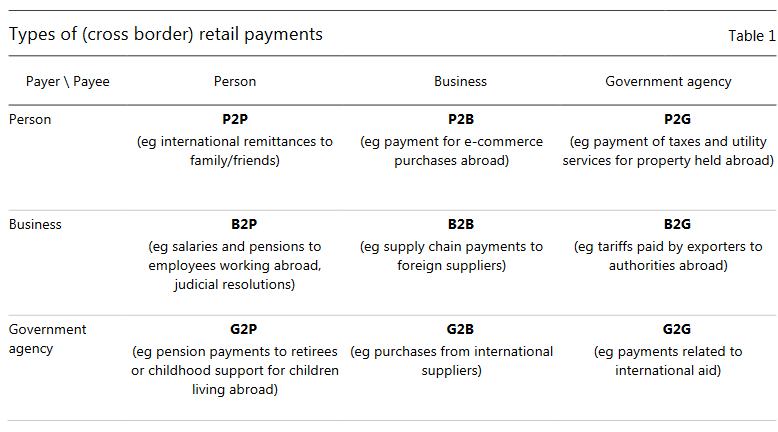 Types of (cross border) retail payments Table 1
Payer \ Payee Person Business Government agency
Person P2P P2B P2G
(eg international remittances to (eg payment for e-commerce (eg payment of taxes and utility
family/friends) purchases abroad) services for property held abroad)
Business B2P B2B B2G
(eg salaries and pensions to (eg supply chain payments to (eg tariffs paid by exporters to
employees working abroad, foreign suppliers) authorities abroad)
judicial resolutions)
Government G2P G2B G2G
agency (eg pension payments to retirees (eg purchases from international (eg payments related to
or childhood support for children suppliers) international aid)
living abroad)